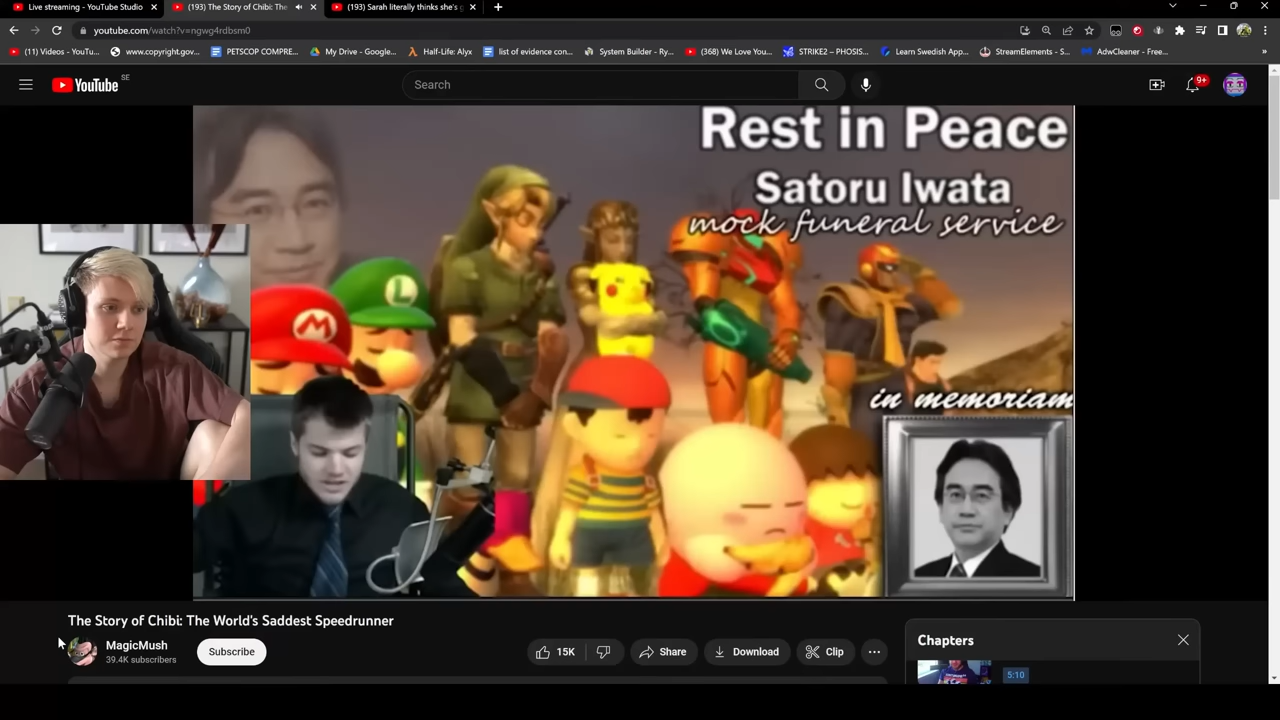 Live streaming - YouTube Studio
(193) The Story of Chibi: The
(193) Sarah literally thinks she's g
youtube.com/watch?v=ngwg4rdbsm0
(11) Videos - YouTu...
www.copyright.gov...
PETSCOP COMPRE...
My Drive - Google...
Half-Life: Alyx
list of evidence con...
System Builder - Ry...
(368) We Love You...
STRIKE2 – PHOSIS...
Learn Swedish App...
StreamElements - S...
AdwCleaner - Free...
YouTube SE
Search
9+
Rest in Peace
Satoru Iwata
mock funeral service
M
L
in memoriam
The Story of Chibi: The World's Saddest Speedrunner
MagicMush
39.4K subscribers
Subscribe
15K
Share
Download
Clip
Chapters
5:10